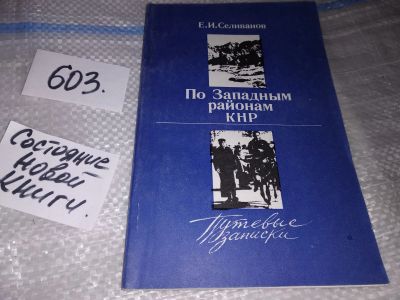 603.
Состояние
новой
книги.
Е.И.Селиванов
По Западным
районам
КНР
Путевые
записки